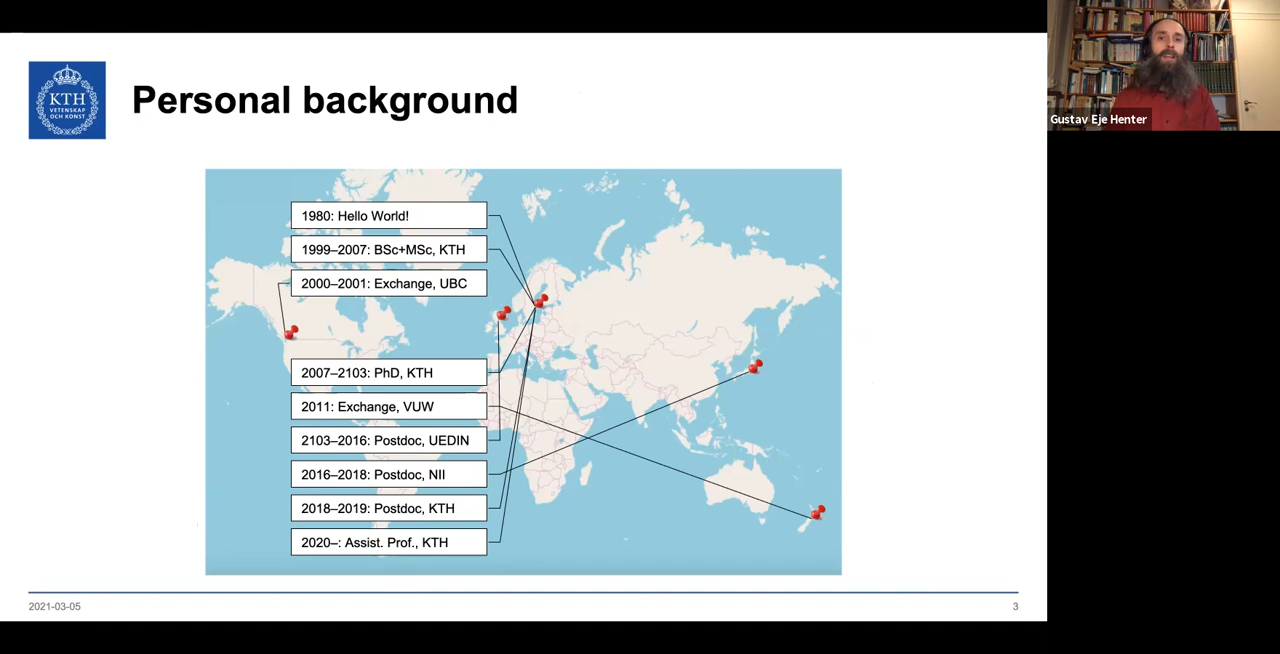 KTH
VETENSKAP
OCH KONST
Personal background
Gustav Eje Henter
1980: Hello World!
1999–2007: BSc+MSc, KTH
2000–2001: Exchange, UBC
2007–2103: PhD, KTH
2011: Exchange, VUW
2103–2016: Postdoc, UEDIN
2016–2018: Postdoc, NII
2018–2019: Postdoc, KTH
2020–: Assist. Prof., KTH
2021-03-05
3